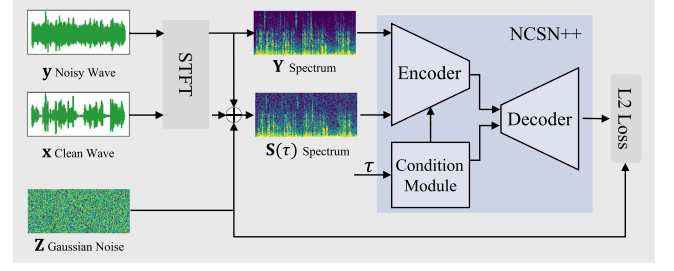 y Noisy Wave
x Clean Wave
Z Gaussian Noise
STFT
Y Spectrum
S(τ) Spectrum
NCSN++
Encoder
Decoder
τ
Condition
Module
L2 Loss